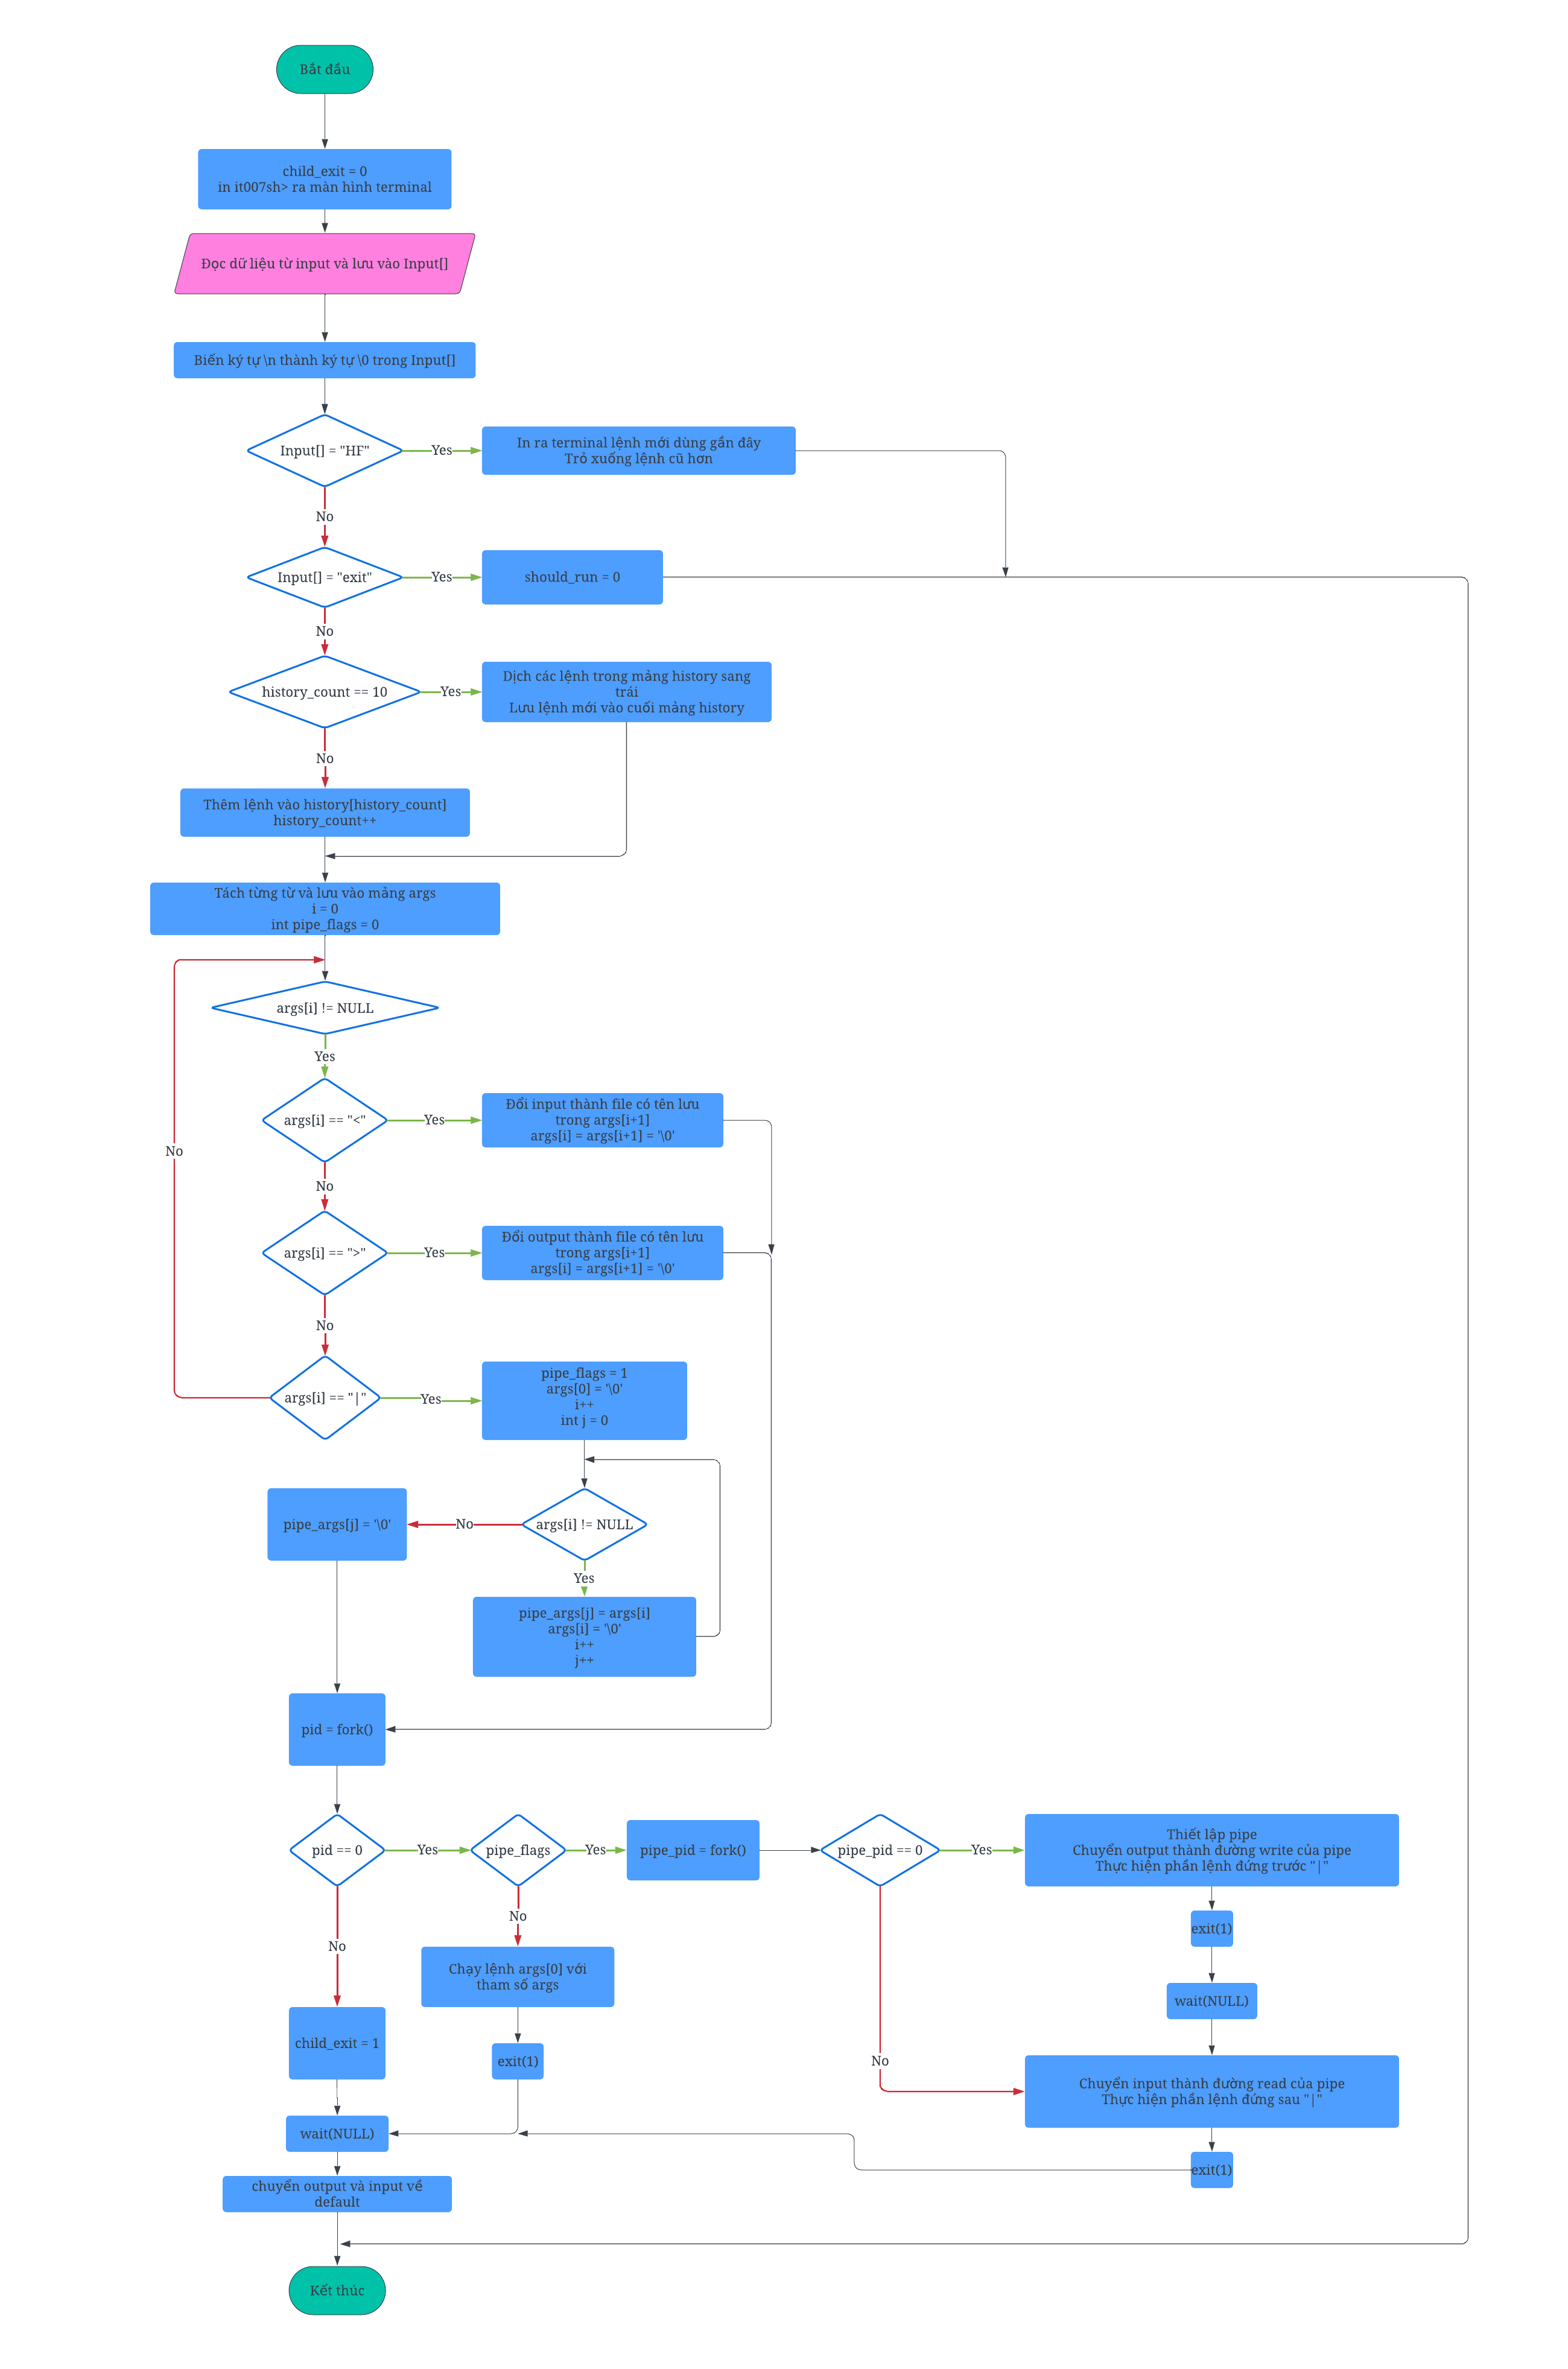 Bắt đầu
child_exit = 0
in it007sh> ra màn hình terminal
Đọc dữ liệu từ input và lưu vào Input[]
Biến ký tự \n thành ký tự \0 trong Input[]
Input[] = "HF"
Yes
In ra terminal lệnh mới dùng gần đây
Trỏ xuống lệnh cũ hơn
No
Input[] = "exit"
Yes
should_run = 0
No
history_count == 10
Yes
Dịch các lệnh trong mảng history sang
trái
Lưu lệnh mới vào cuối mảng history
No
Thêm lệnh vào history[history_count]
history_count++
Tách từng từ và lưu vào mảng args
i = 0
int pipe_flags = 0
args[i] != NULL
Yes
args[i] == "<"
Yes
Đổi input thành file có tên lưu
trong args[i+1]
args[i] = args[i+1] = '\0'
No
No
args[i] == ">"
Yes
Đổi output thành file có tên lưu
trong args[i+1]
args[i] = args[i+1] = '\0'
No
args[i] == "|"
Yes
pipe_flags = 1
args[0] = '\0'
i++
int j = 0
args[i] != NULL
No
pipe_args[j] = '\0'
Yes
pipe_args[j] = args[i]
args[i] = '\0'
i++
j++
pid = fork()
pid == 0
Yes
pipe_flags
Yes
pipe_pid = fork()
pipe_pid == 0
Yes
Thiết lập pipe
Chuyển output thành đường write của pipe
Thực hiện phần lệnh đứng trước "|"
No
No
Chạy lệnh args[0] với
tham số args
exit(1)
wait(NULL)
child_exit = 1
exit(1)
No
Chuyển input thành đường read của pipe
Thực hiện phần lệnh đứng sau "|"
wait(NULL)
exit(1)
chuyển output và input về
default
Kết thúc